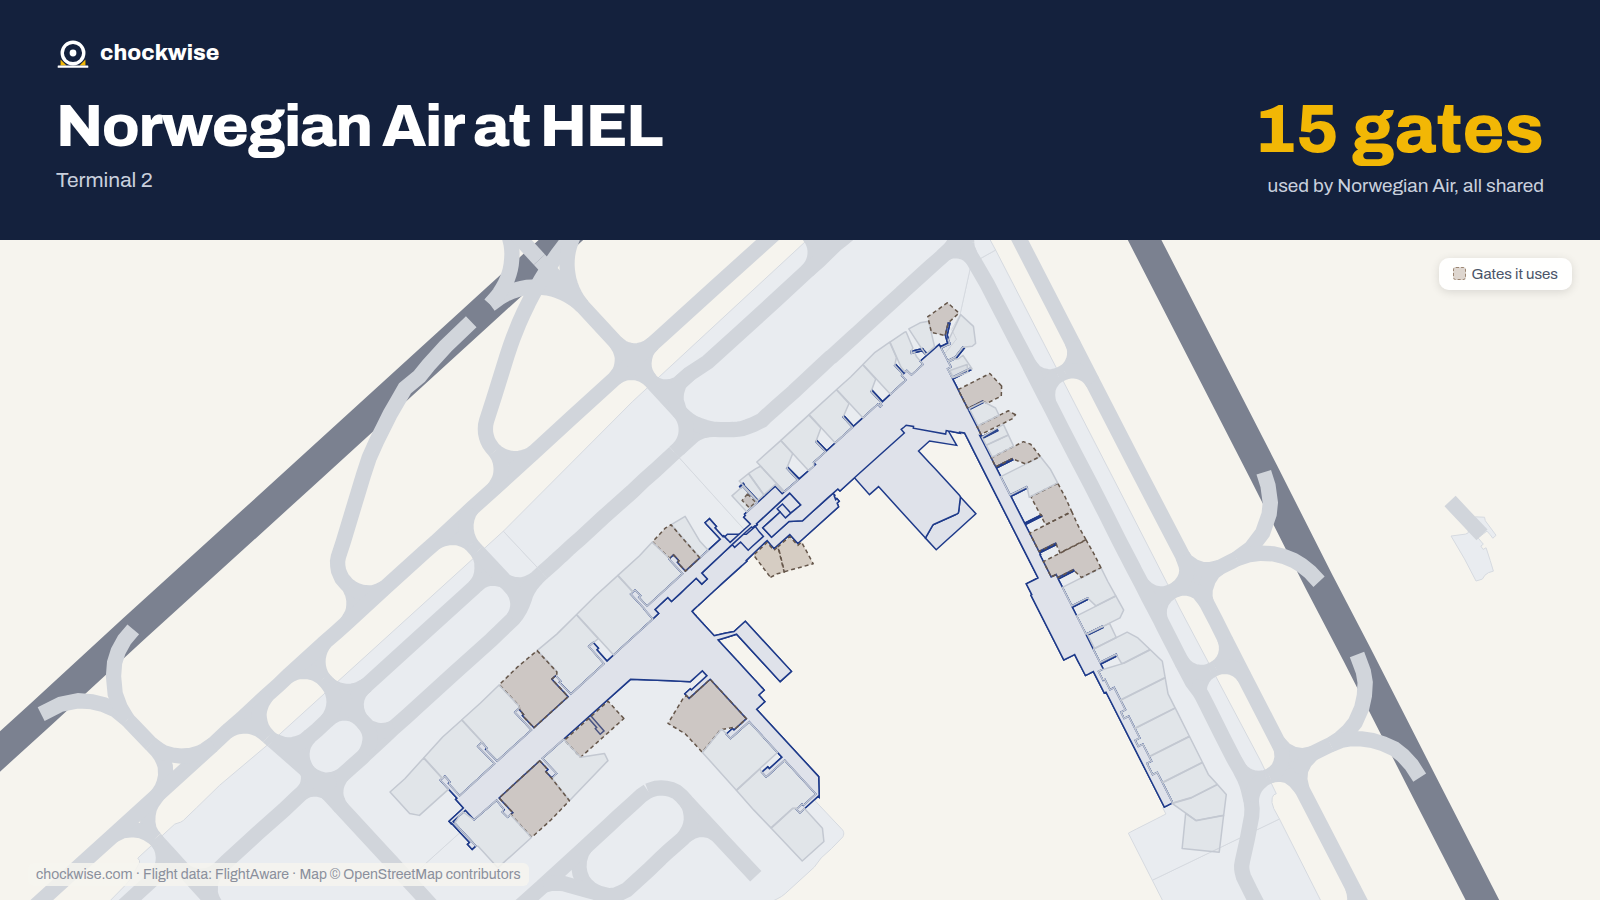 chockwise
Norwegian Air at HEL
Terminal 2
15 gates
used by Norwegian Air, all shared
Gates it uses
chockwise.com · Flight data: FlightAware · Map © OpenStreetMap contributors